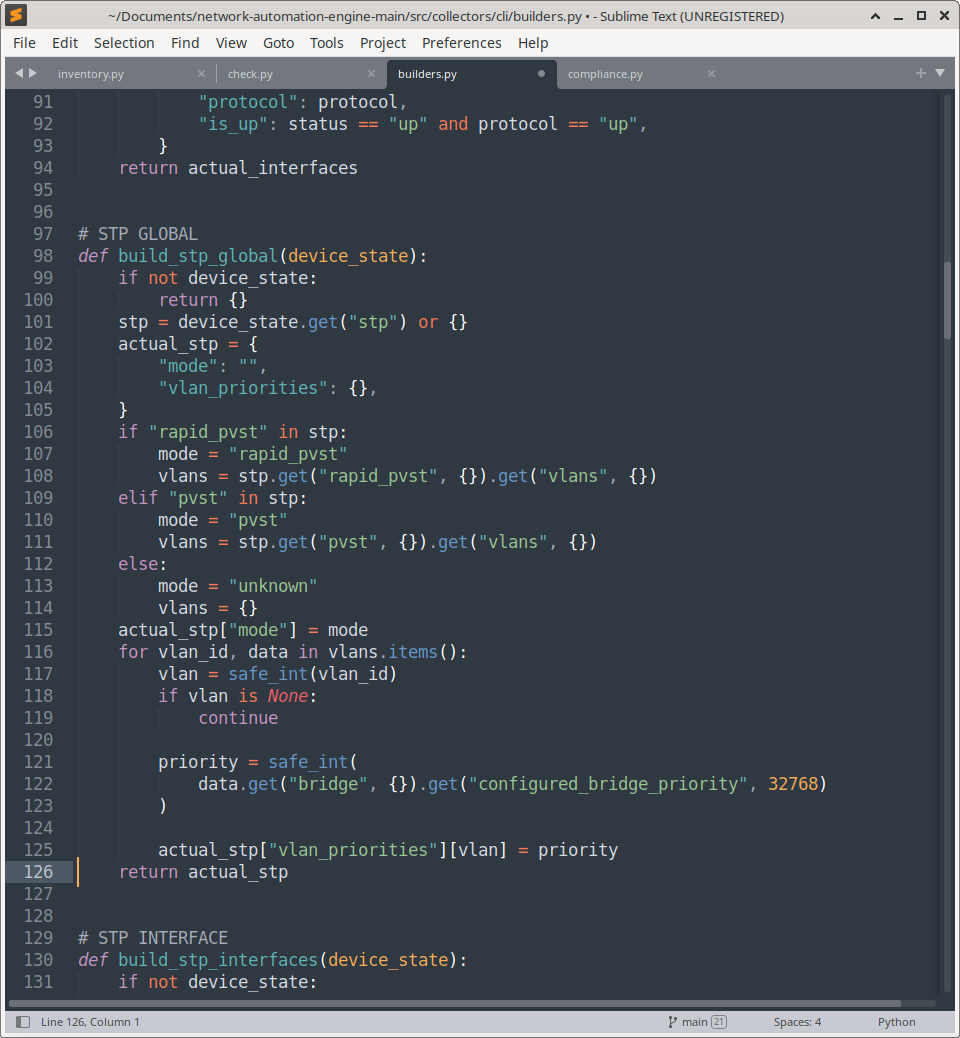 ~/Documents/network-automation-engine-main/src/collectors/cli/builders.py • - Sublime Text (UNREGISTERED)
File Edit Selection Find View Goto Tools Project Preferences Help
inventory.py × check.py × builders.py compliance.py ×
91             "protocol": protocol,
92             "is_up": status == "up" and protocol == "up",
93         }
94     return actual_interfaces
95
96
97 # STP GLOBAL
98 def build_stp_global(device_state):
99     if not device_state:
100         return {}
101     stp = device_state.get("stp") or {}
102     actual_stp = {
103         "mode": "",
104         "vlan_priorities": {},
105     }
106     if "rapid_pvst" in stp:
107         mode = "rapid_pvst"
108         vlans = stp.get("rapid_pvst", {}).get("vlans", {})
109     elif "pvst" in stp:
110         mode = "pvst"
111         vlans = stp.get("pvst", {}).get("vlans", {})
112     else:
113         mode = "unknown"
114         vlans = {}
115     actual_stp["mode"] = mode
116     for vlan_id, data in vlans.items():
117         vlan = safe_int(vlan_id)
118         if vlan is None:
119             continue
120
121         priority = safe_int(
122             data.get("bridge", {}).get("configured_bridge_priority", 32768)
123         )
124
125         actual_stp["vlan_priorities"][vlan] = priority
126     return actual_stp
127
128
129 # STP INTERFACE
130 def build_stp_interfaces(device_state):
131     if not device_state:
Line 126, Column 1 main 21 Spaces: 4 Python